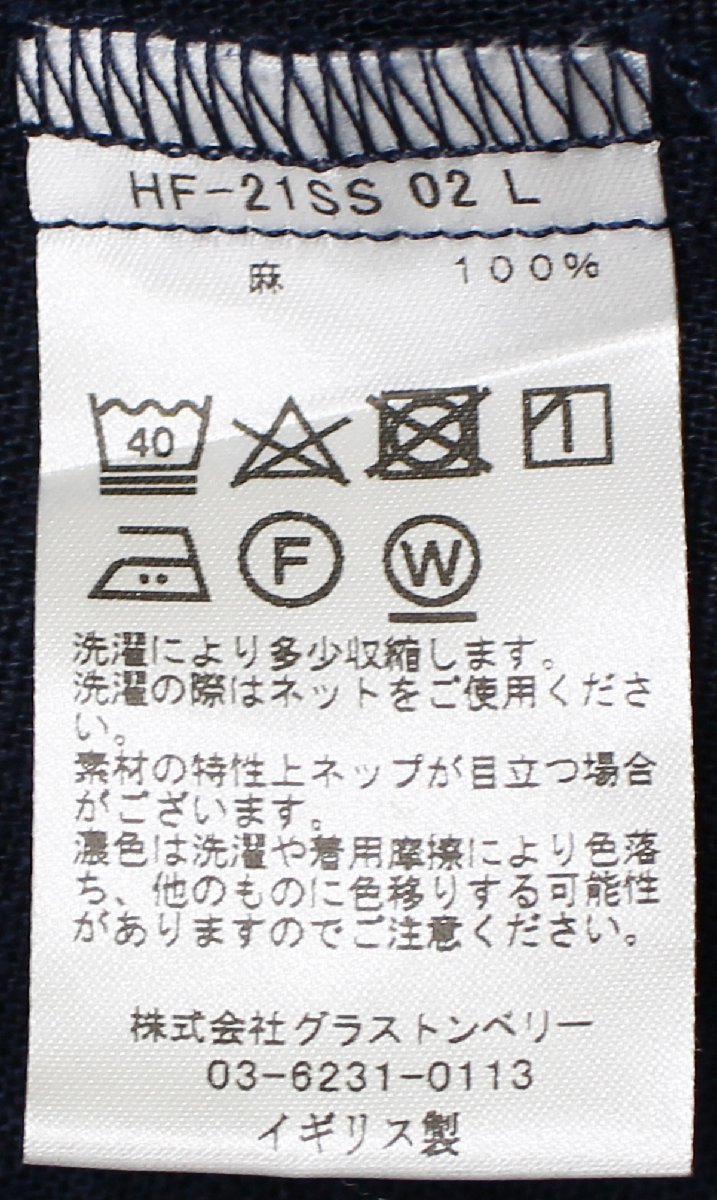 HF-21SS 02 L
麻 100%
40
F W
洗濯により多少収縮します。
洗濯の際はネットをご使用くださ
い。
素材の特性上ネップが目立つ場合
がございます。
濃色は洗濯や着用摩擦により色落
ち、他のものに色移りする可能性
がありますのでご注意ください。
株式会社グラストンベリー
03-6231-0113
イギリス製